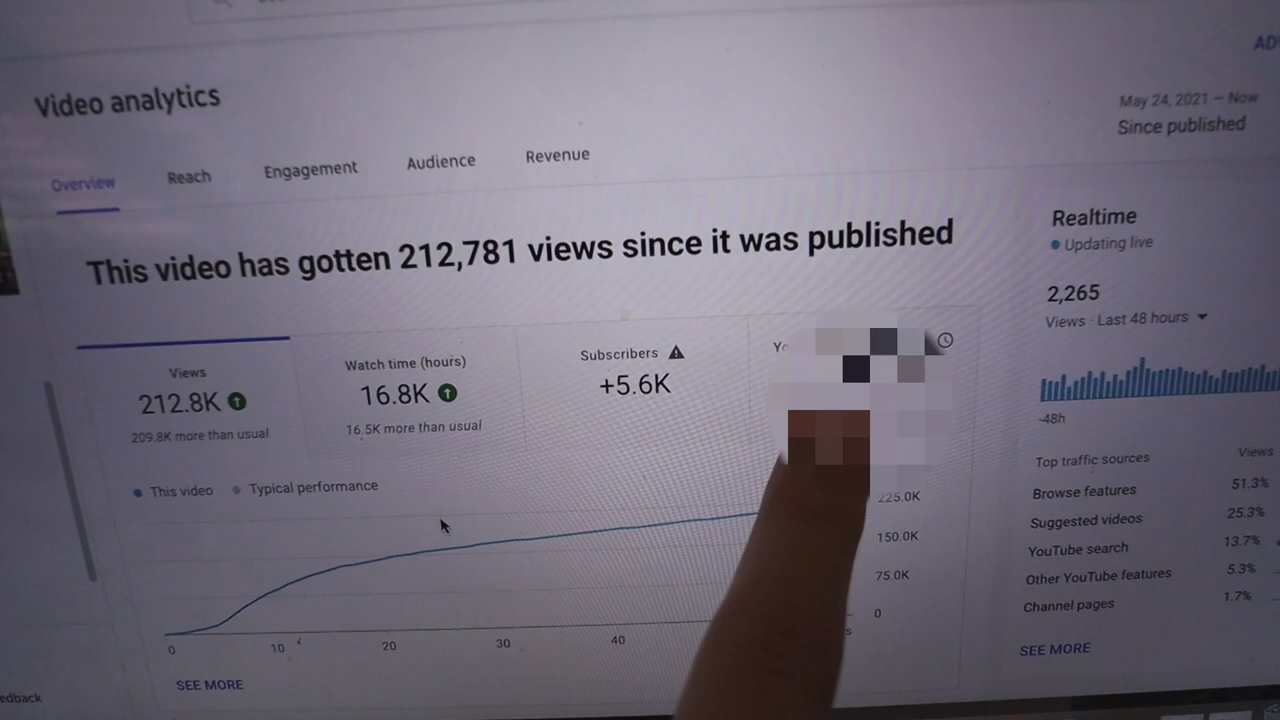 AD
Video analytics
May 24, 2021 – Now
Since published
Overview
Reach
Engagement
Audience
Revenue
This video has gotten 212,781 views since it was published
Realtime
Updating live
2,265
Views · Last 48 hours
-48h
Views
212.8K
209.8K more than usual
Watch time (hours)
16.8K
16.5K more than usual
Subscribers
+5.6K
This video
Typical performance
225.0K
150.0K
75.0K
0
0 10 20 30 40
SEE MORE
Top traffic sources Views
Browse features 51.3%
Suggested videos 25.3%
YouTube search 13.7%
Other YouTube features 5.3%
Channel pages 1.7%
SEE MORE
edback